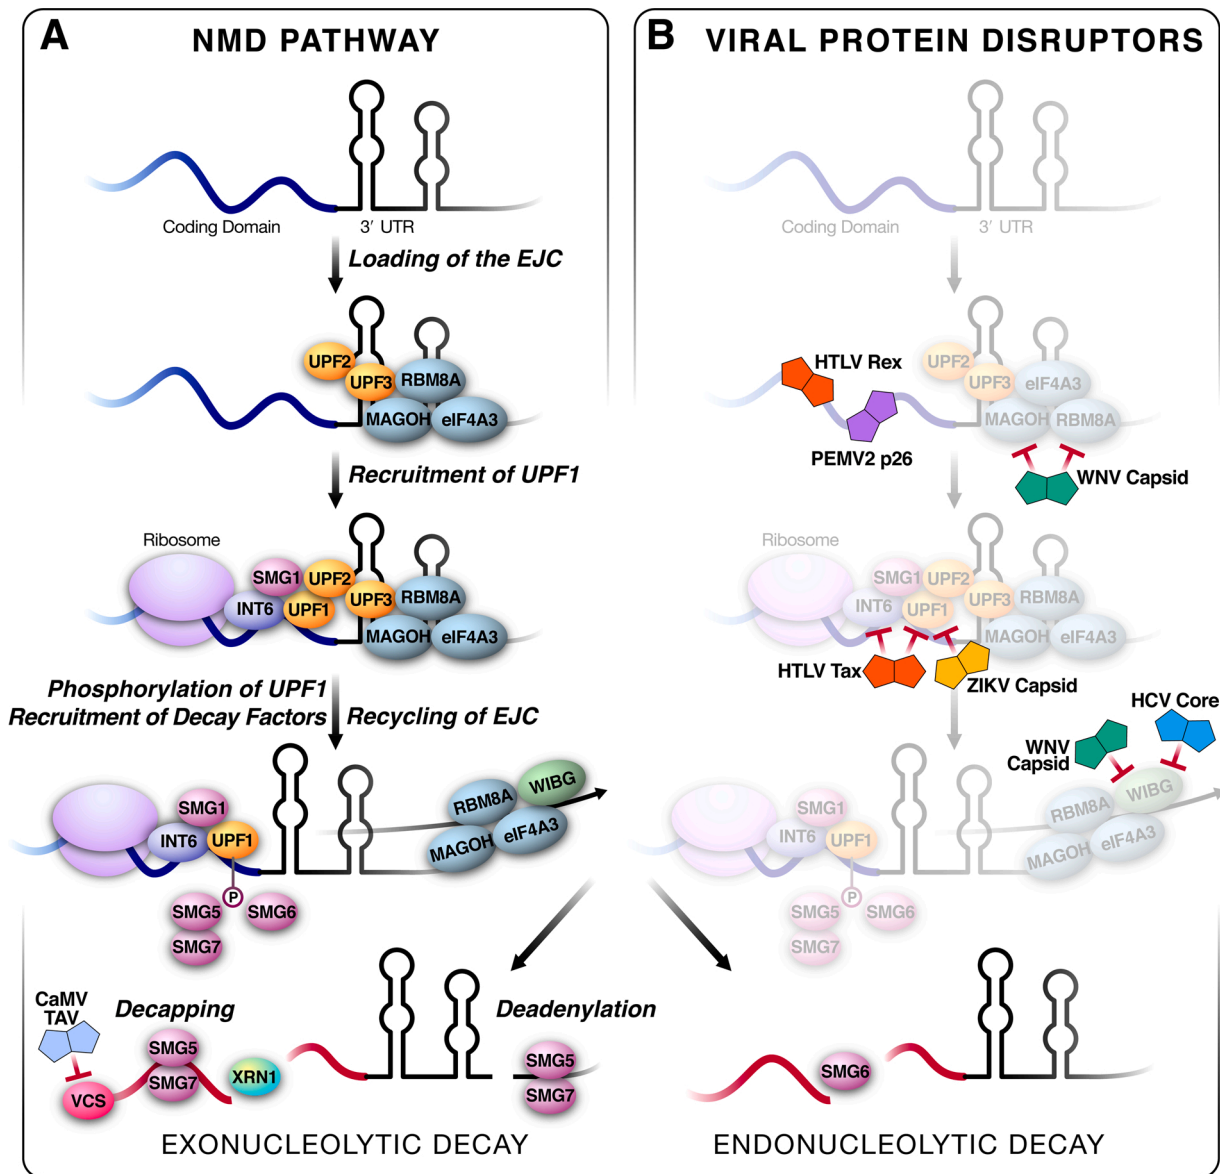 A
NMD PATHWAY
Coding Domain
3′ UTR
Loading of the EJC
UPF2
UPF3
RBM8A
MAGOH
eIF4A3
Recruitment of UPF1
Ribosome
SMG1
UPF2
INT6
UPF1
UPF3
RBM8A
MAGOH
eIF4A3
Phosphorylation of UPF1
Recruitment of Decay Factors
Recycling of EJC
SMG1
INT6
UPF1
RBM8A
WIBG
MAGOH
eIF4A3
P
SMG5
SMG6
SMG7
CaMV
TAV
Decapping
Deadenylation
SMG5
SMG7
XRN1
VCS
SMG5
SMG7
EXONUCLEOLYTIC DECAY
B
VIRAL PROTEIN DISRUPTORS
Coding Domain
3′ UTR
HTLV Rex
UPF2
UPF3
eIF4A3
MAGOH
RBM8A
PEMV2 p26
WNV Capsid
Ribosome
SMG1
UPF2
INT6
UPF1
UPF3
RBM8A
MAGOH
eIF4A3
HTLV Tax
ZIKV Capsid
HCV Core
WNV
Capsid
SMG1
INT6
UPF1
RBM8A
WIBG
MAGOH
eIF4A3
P
SMG5
SMG6
SMG7
SMG6
ENDONUCLEOLYTIC DECAY